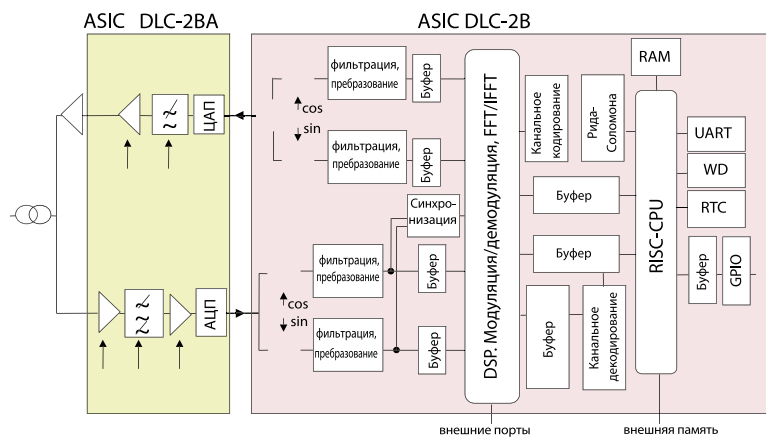 ASIC DLC-2BA
ASIC DLC-2B
фильтрация,
пребразование
Буфер
cos
sin
фильтрация,
пребразование
Буфер
ЦАП
Синхро-
низация
фильтрация,
пребразование
Буфер
cos
sin
фильтрация,
пребразование
Буфер
АЦП
DSP. Модуляция/демодуляция, FFT/IFFT
Канальное
кодирование
Рида-
Соломона
Буфер
Буфер
Буфер
Канальное
декодирование
RAM
RISC-CPU
UART
WD
RTC
Буфер
GPIO
внешние порты
внешняя память